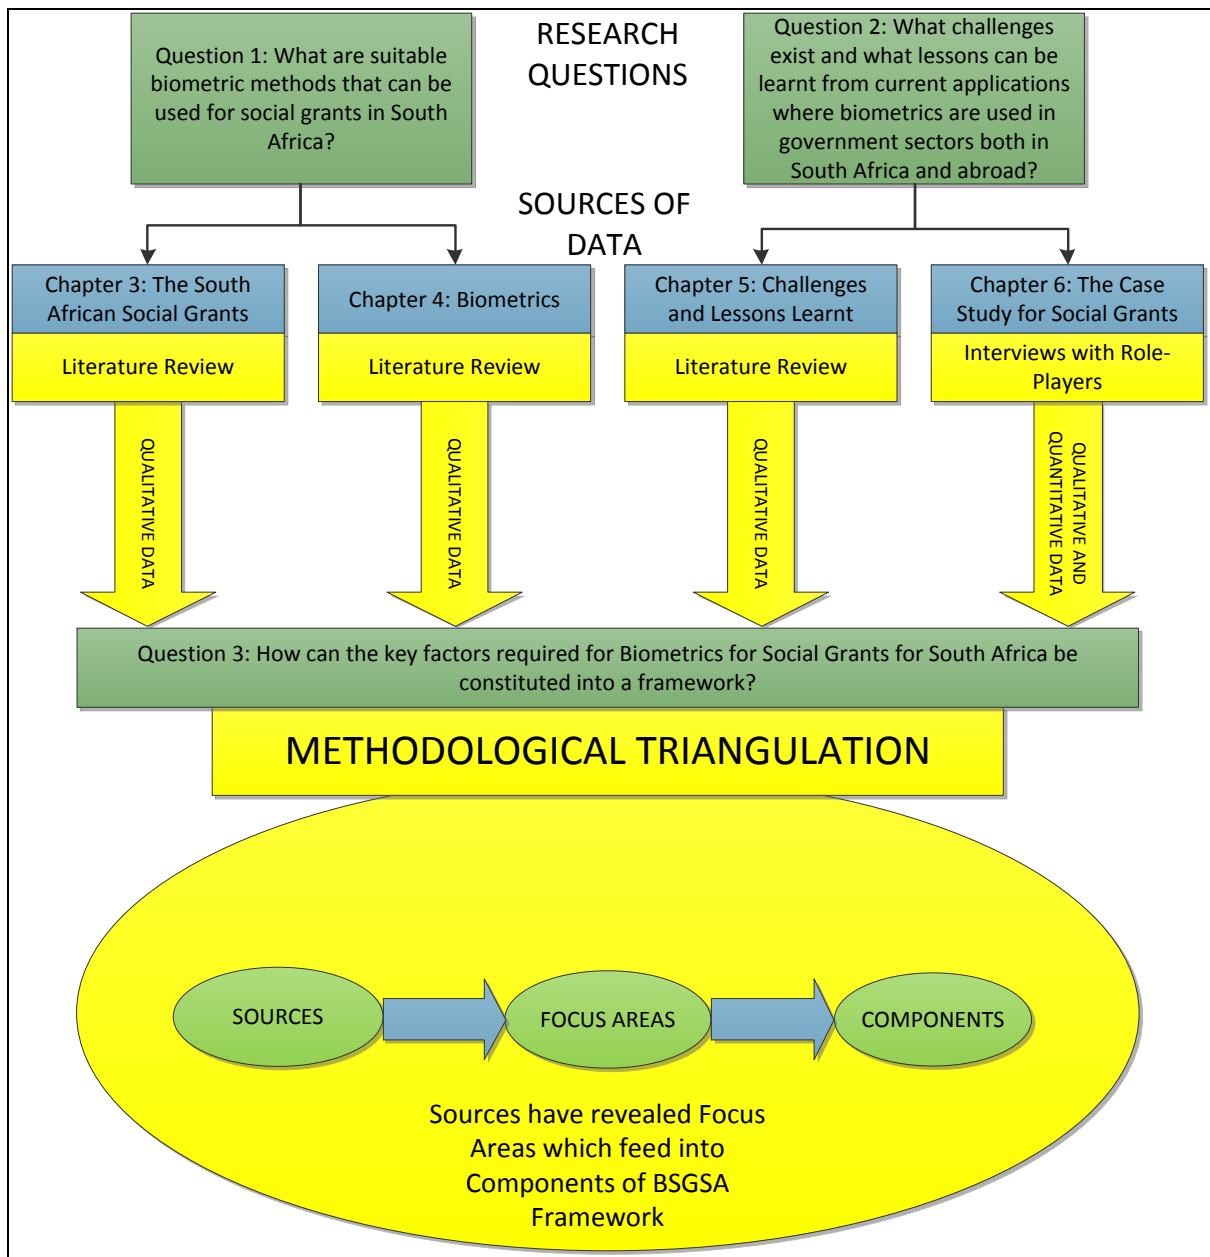 Question 1: What are suitable
biometric methods that can be
used for social grants in South
Africa?
RESEARCH
QUESTIONS
Question 2: What challenges
exist and what lessons can be
learnt from current applications
where biometrics are used in
government sectors both in
South Africa and abroad?
SOURCES OF
DATA
Chapter 3: The South
African Social Grants
Literature Review
Chapter 4: Biometrics
Literature Review
Chapter 5: Challenges
and Lessons Learnt
Literature Review
Chapter 6: The Case
Study for Social Grants
Interviews with Role-
Players
QUALITATIVE DATA
QUALITATIVE DATA
QUALITATIVE DATA
QUALITATIVE AND
QUANTITATIVE DATA
Question 3: How can the key factors required for Biometrics for Social Grants for South Africa be
constituted into a framework?
METHODOLOGICAL TRIANGULATION
SOURCES
FOCUS AREAS
COMPONENTS
Sources have revealed Focus
Areas which feed into
Components of BSGSA
Framework